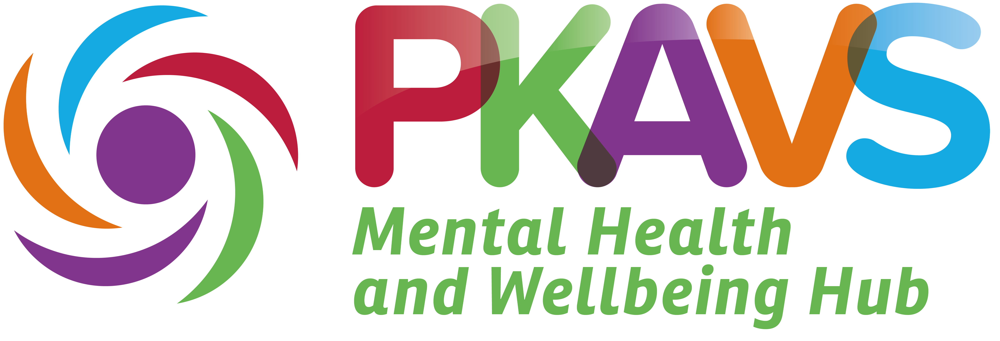 PKAVS
Mental Health
and Wellbeing Hub